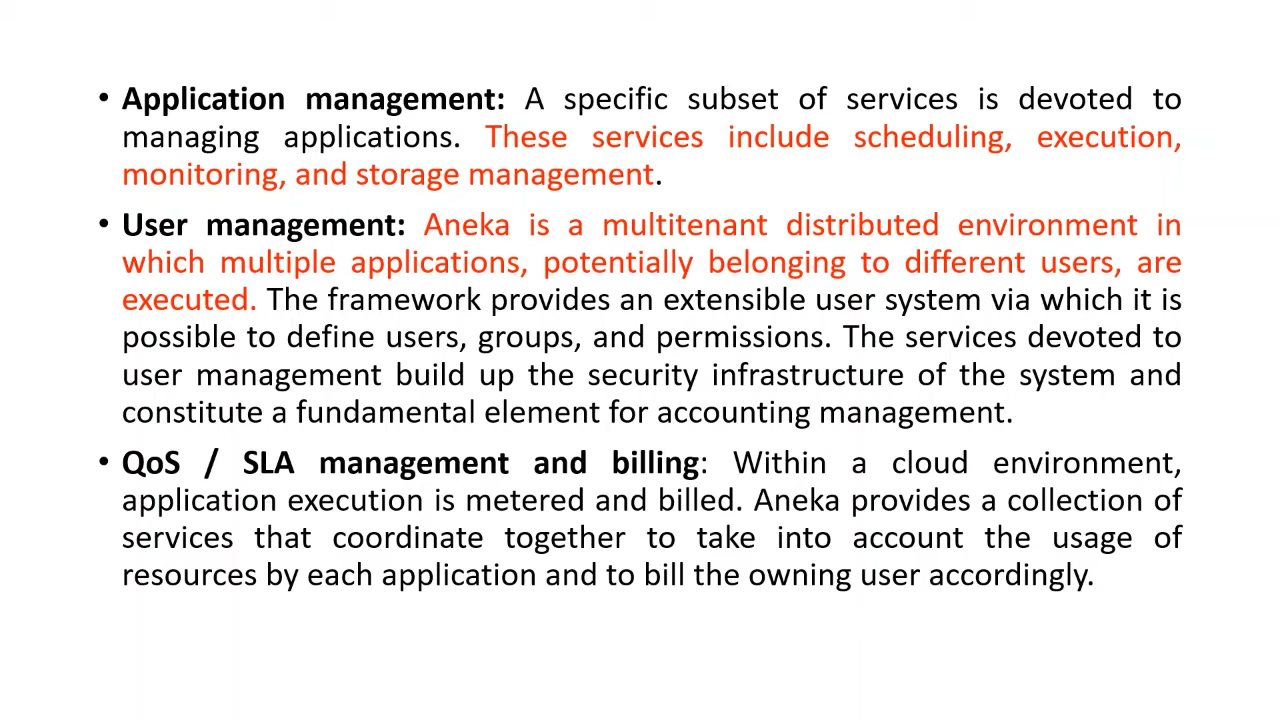 • Application management: A specific subset of services is devoted to
managing applications. These services include scheduling, execution,
monitoring, and storage management.
• User management: Aneka is a multitenant distributed environment in
which multiple applications, potentially belonging to different users, are
executed. The framework provides an extensible user system via which it is
possible to define users, groups, and permissions. The services devoted to
user management build up the security infrastructure of the system and
constitute a fundamental element for accounting management.
• QoS / SLA management and billing: Within a cloud environment,
application execution is metered and billed. Aneka provides a collection of
services that coordinate together to take into account the usage of
resources by each application and to bill the owning user accordingly.